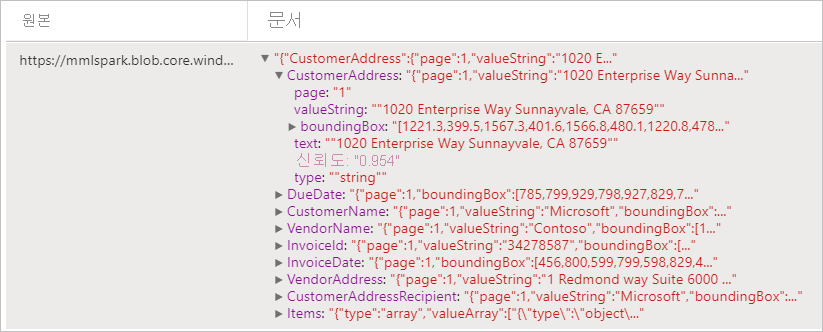 원본 문서
https://mmlspark.blob.core.wind... ▼ "{"CustomerAddress":{"page":1,"valueString":"1020 E..."
▼ CustomerAddress: "{"page":1,"valueString":"1020 Enterprise Way Sunna..."
page: "1"
valueString: ""1020 Enterprise Way Sunnayvale, CA 87659""
▶ boundingBox: "[1221.3,399.5,1567.3,401.6,1566.8,480.1,1220.8,478..."
text: ""1020 Enterprise Way Sunnayvale, CA 87659""
신뢰도: "0.954"
type: ""string""
▶ DueDate: "{"page":1,"boundingBox":[785,799,929,798,927,829,7..."
▶ CustomerName: "{"page":1,"valueString":"Microsoft","boundingBox":..."
▶ VendorName: "{"page":1,"valueString":"Contoso","boundingBox":[1..."
▶ InvoiceId: "{"page":1,"valueString":"34278587","boundingBox":[..."
▶ InvoiceDate: "{"page":1,"boundingBox":[456,800,599,799,598,829,4..."
▶ VendorAddress: "{"page":1,"valueString":"1 Redmond way Suite 6000 ..."
▶ CustomerAddressRecipient: "{"page":1,"valueString":"Microsoft","boundingBox":..."
▶ Items: "{"type":"array","valueArray":["{\"type\":\"object\..."